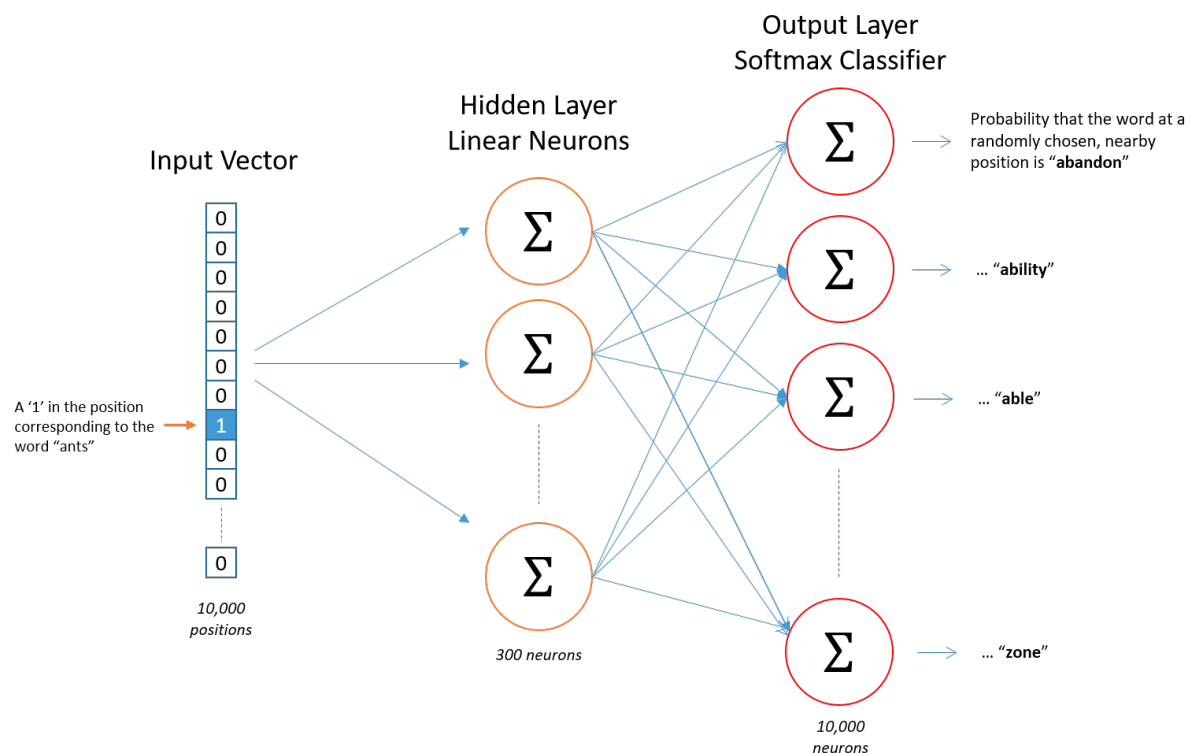 Output Layer
Softmax Classifier
Hidden Layer
Linear Neurons
Input Vector
Σ
Probability that the word at a
randomly chosen, nearby
position is “abandon”
0
0
0
0
0
0
0
1
0
0
0
A ‘1’ in the position
corresponding to the
word “ants”
10,000
positions
Σ
Σ
Σ
300 neurons
Σ
... “ability”
Σ
... “able”
Σ
... “zone”
10,000
neurons